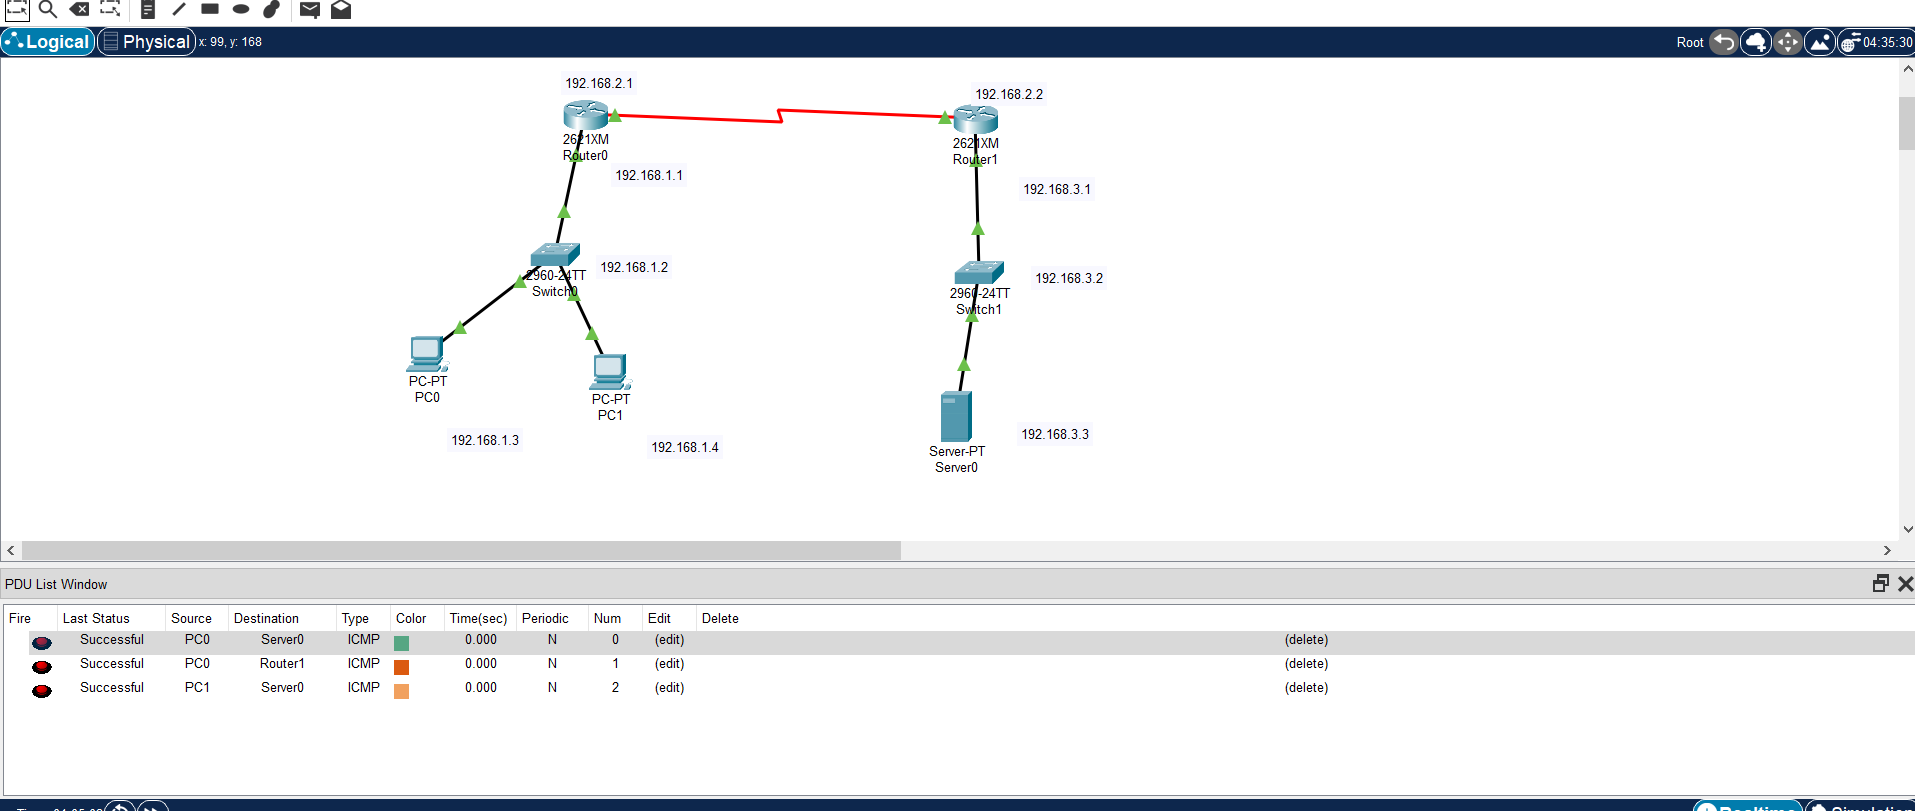 Logical Physical x: 99, y: 168 Root 04:35:30
192.168.2.1
192.168.2.2
2621XM
Router0
2621XM
Router1
192.168.1.1
192.168.3.1
192.168.1.2
2960-24TT
Switch0
192.168.3.2
2960-24TT
Switch1
PC-PT
PC0
PC-PT
PC1
192.168.1.3
192.168.1.4
192.168.3.3
Server-PT
Server0
PDU List Window
Fire Last Status Source Destination Type Color Time(sec) Periodic Num Edit Delete
Successful PC0 Server0 ICMP 0.000 N 0 (edit) (delete)
Successful PC0 Router1 ICMP 0.000 N 1 (edit) (delete)
Successful PC1 Server0 ICMP 0.000 N 2 (edit) (delete)
Realtime Simulation